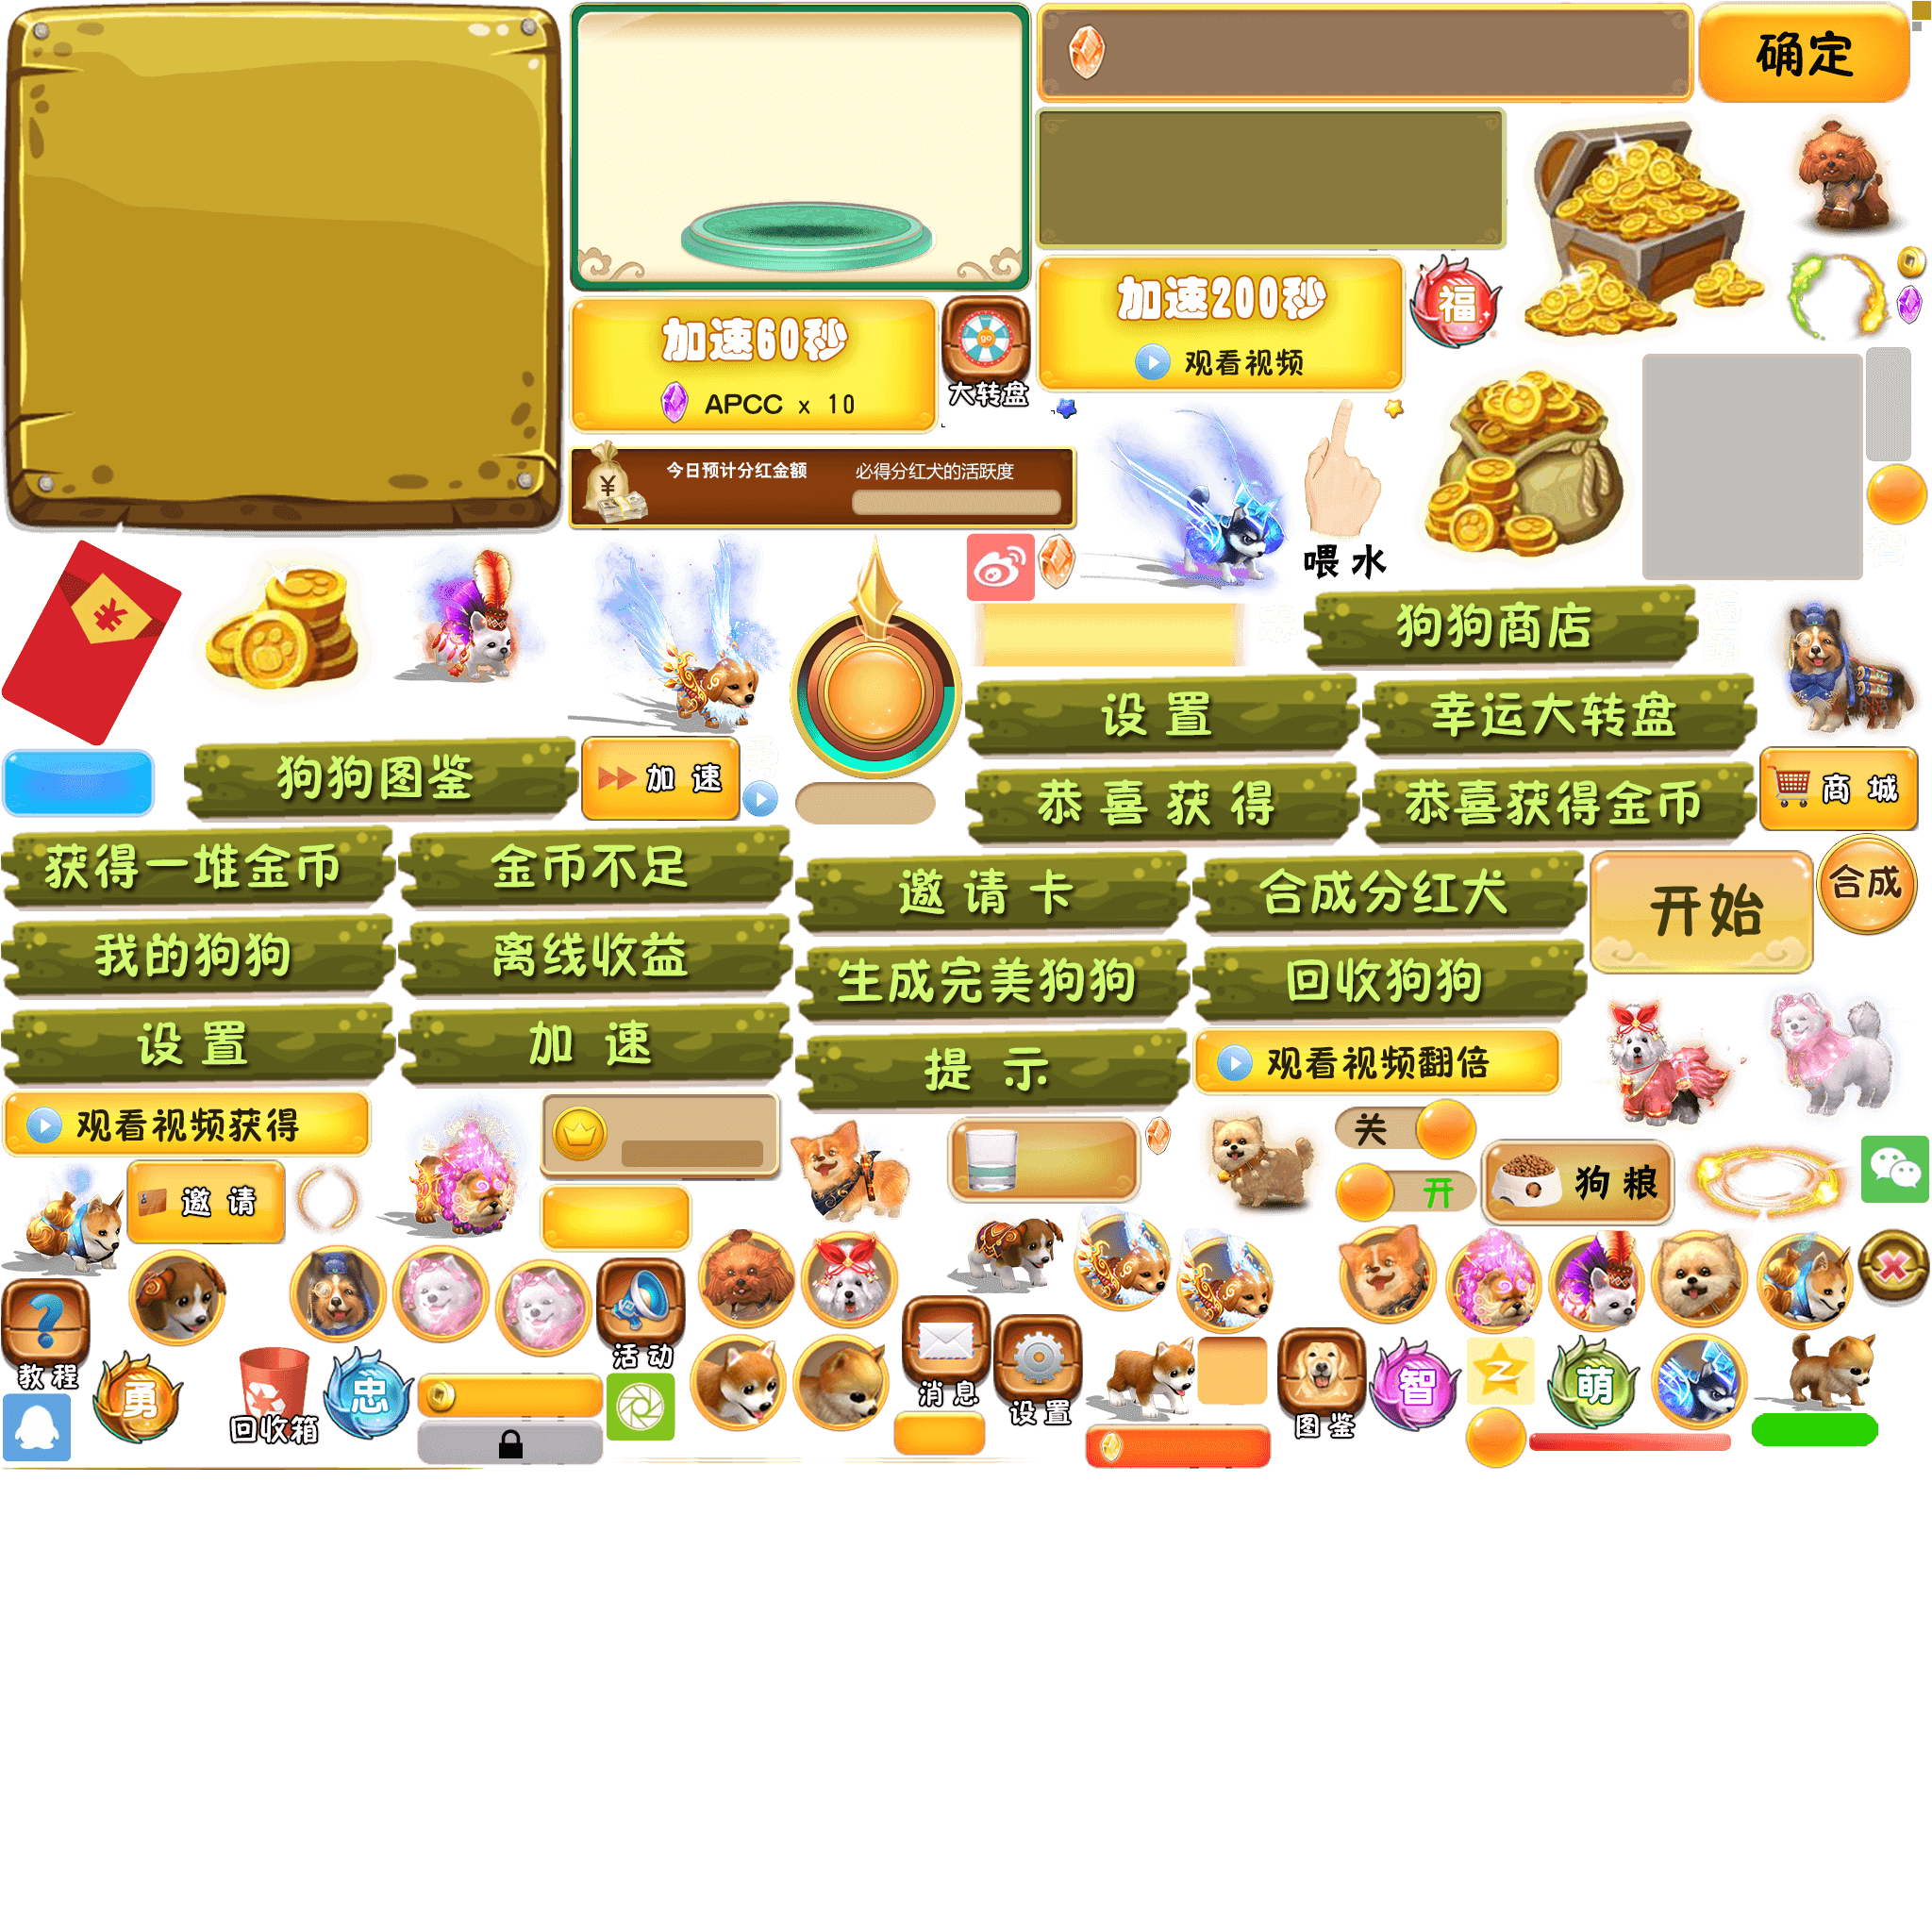 确定
福
加速200秒
观看视频
加速60秒
APCC x 10
大转盘
今日预计分红金额
必得分红犬的活跃度
¥
喂 水
¥
狗狗商店
设 置
幸运大转盘
狗狗图鉴
加 速
恭 喜 获 得
恭喜获得金币
商 城
获得一堆金币
金币不足
邀 请 卡
合成分红犬
开始
合成
我的狗狗
离线收益
生成完美狗狗
回收狗狗
设 置
加 速
提 示
观看视频翻倍
观看视频获得
关
开
狗 粮
邀 请
教 程
活 动
消 息
设 置
图 鉴
勇
回收箱
忠
智
萌
go